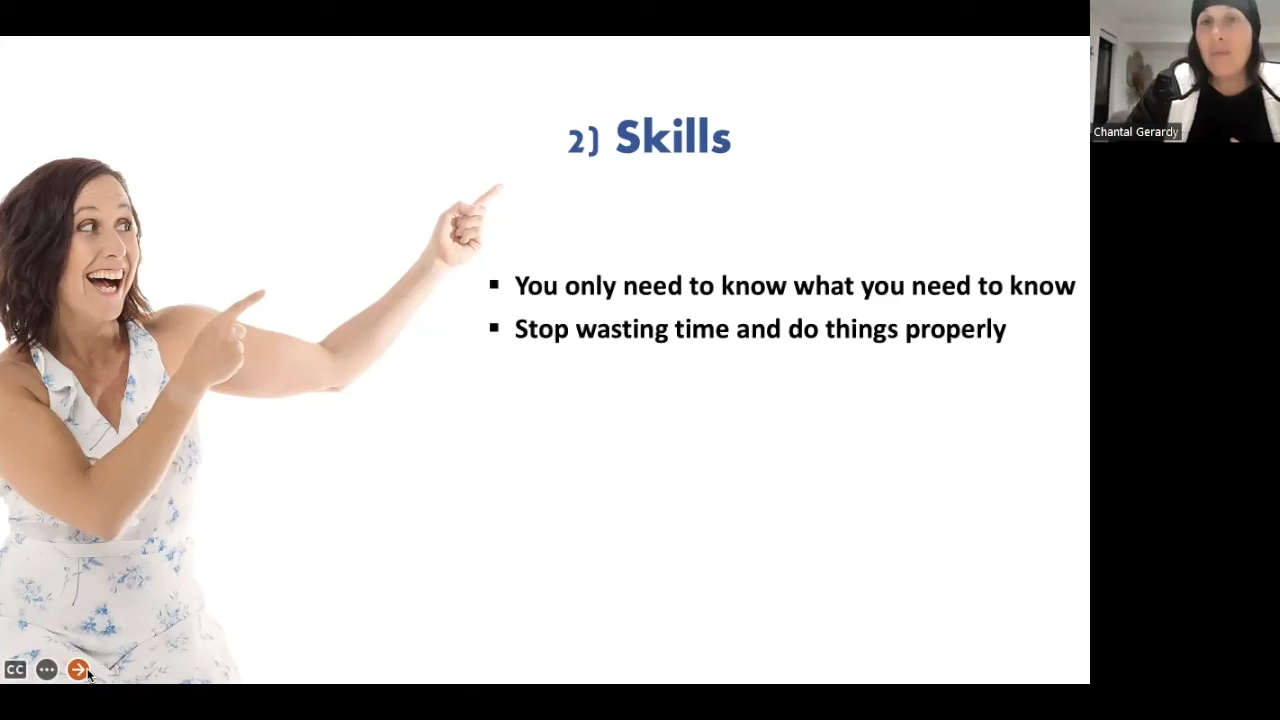 2) Skills
▪ You only need to know what you need to know
▪ Stop wasting time and do things properly
Chantal Gerardy
CC